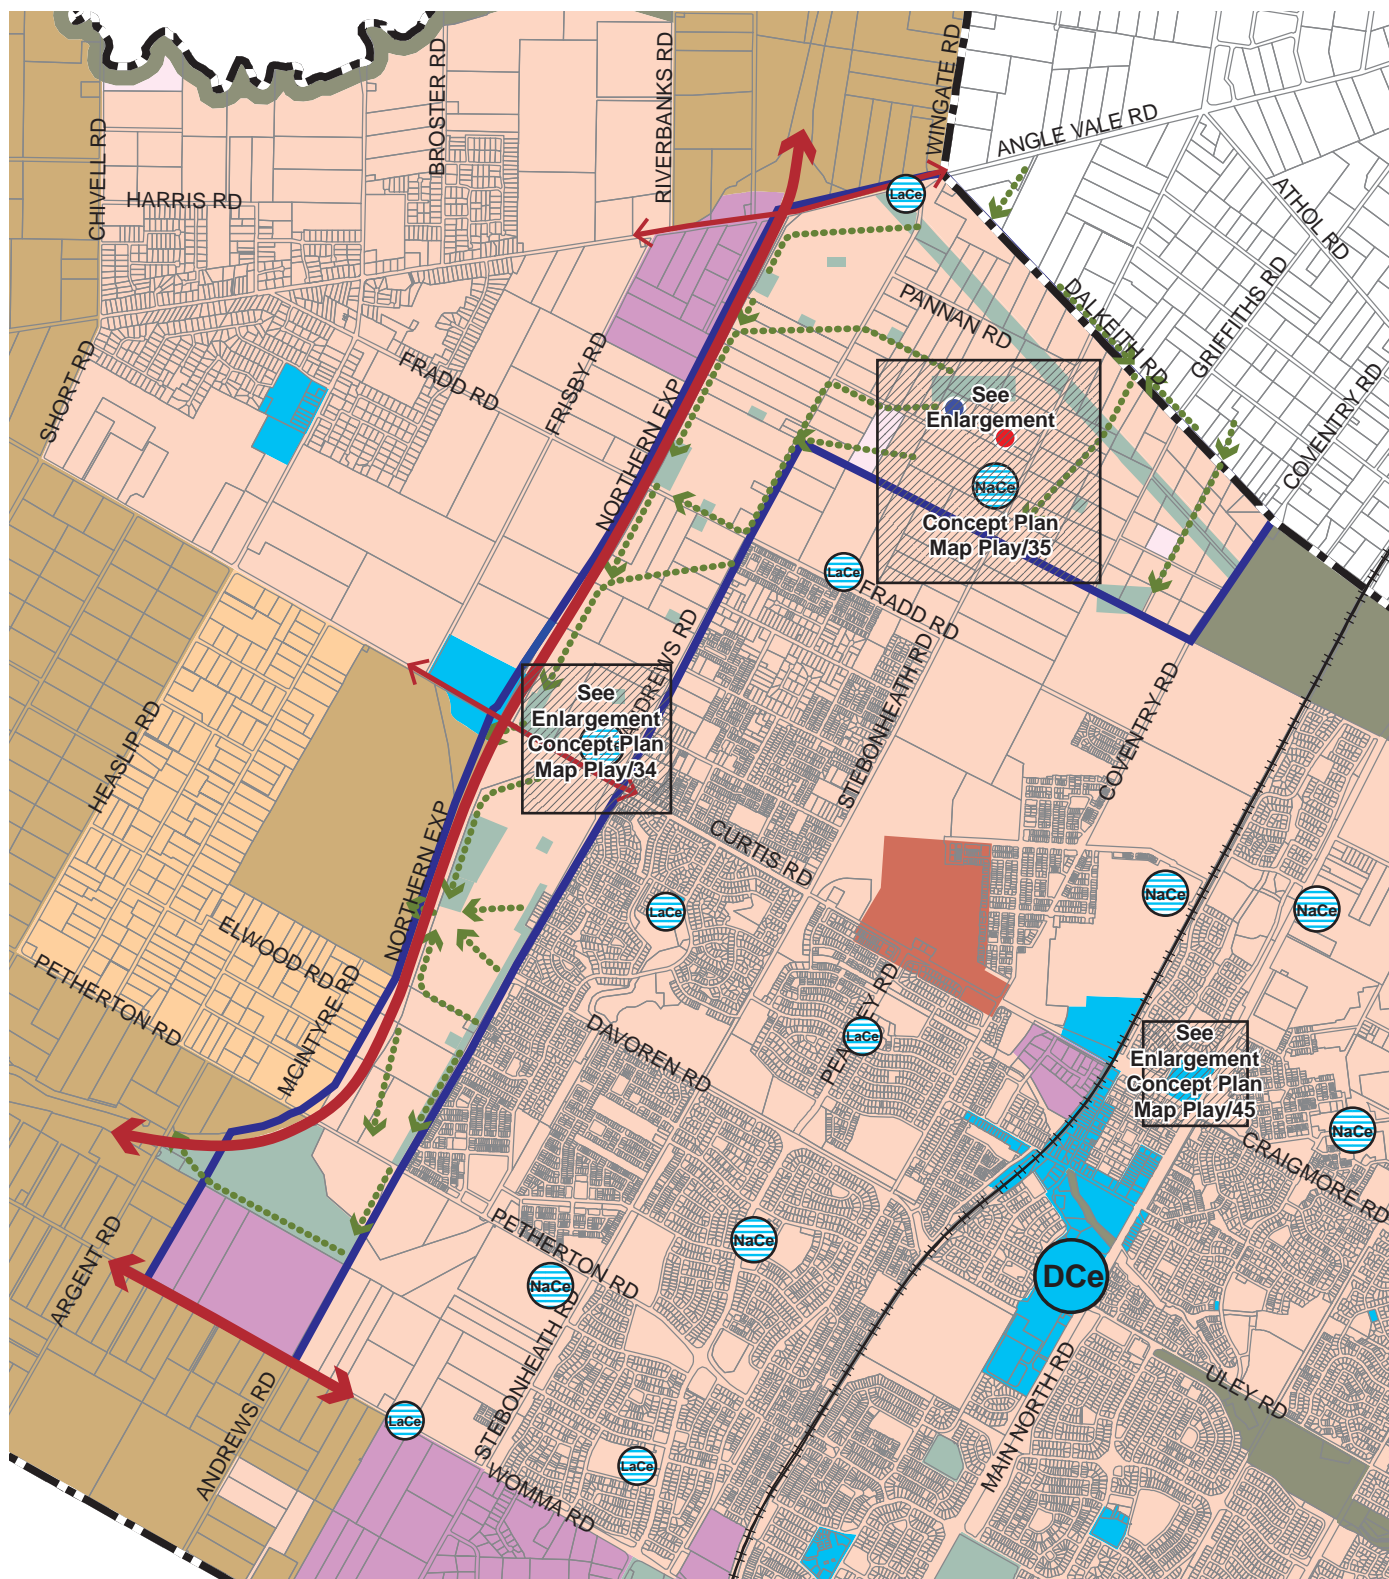 WINGATE RD
BROSTER RD
RIVERBANKS RD
ANGLE VALE RD
CHIVELL RD
HARRIS RD
LaCe
ATHOL RD
GRIFFITHS RD
DALKEITH RD
PANNAN RD
SHORT RD
FRADD RD
FRISBY RD
COVENTRY RD
NORTHERN EXP
See
Enlargement
NaCe
Concept Plan
Map Play/35
LaCe
FRADD RD
DREWS RD
STEBONHEATH RD
See
Enlargement
Concept Plan
Map Play/34
COVENTRY RD
HEASLIP RD
CURTIS RD
NORTHERN EXP
NaCe
NaCe
LaCe
ELWOOD RD
PETHERTON RD
MCINTYRE RD
DAVOREN RD
PEA EY RD
LaCe
See
Enlargement
Concept Plan
Map Play/45
NaCe
CRAIGMORE RD
ARGENT RD
PETHERTON RD
NaCe
NaCe
DCe
STEBONHEATH RD
MAIN NORTH RD
ULEY RD
ANDREWS RD
LaCe
LaCe
WOMMA RD